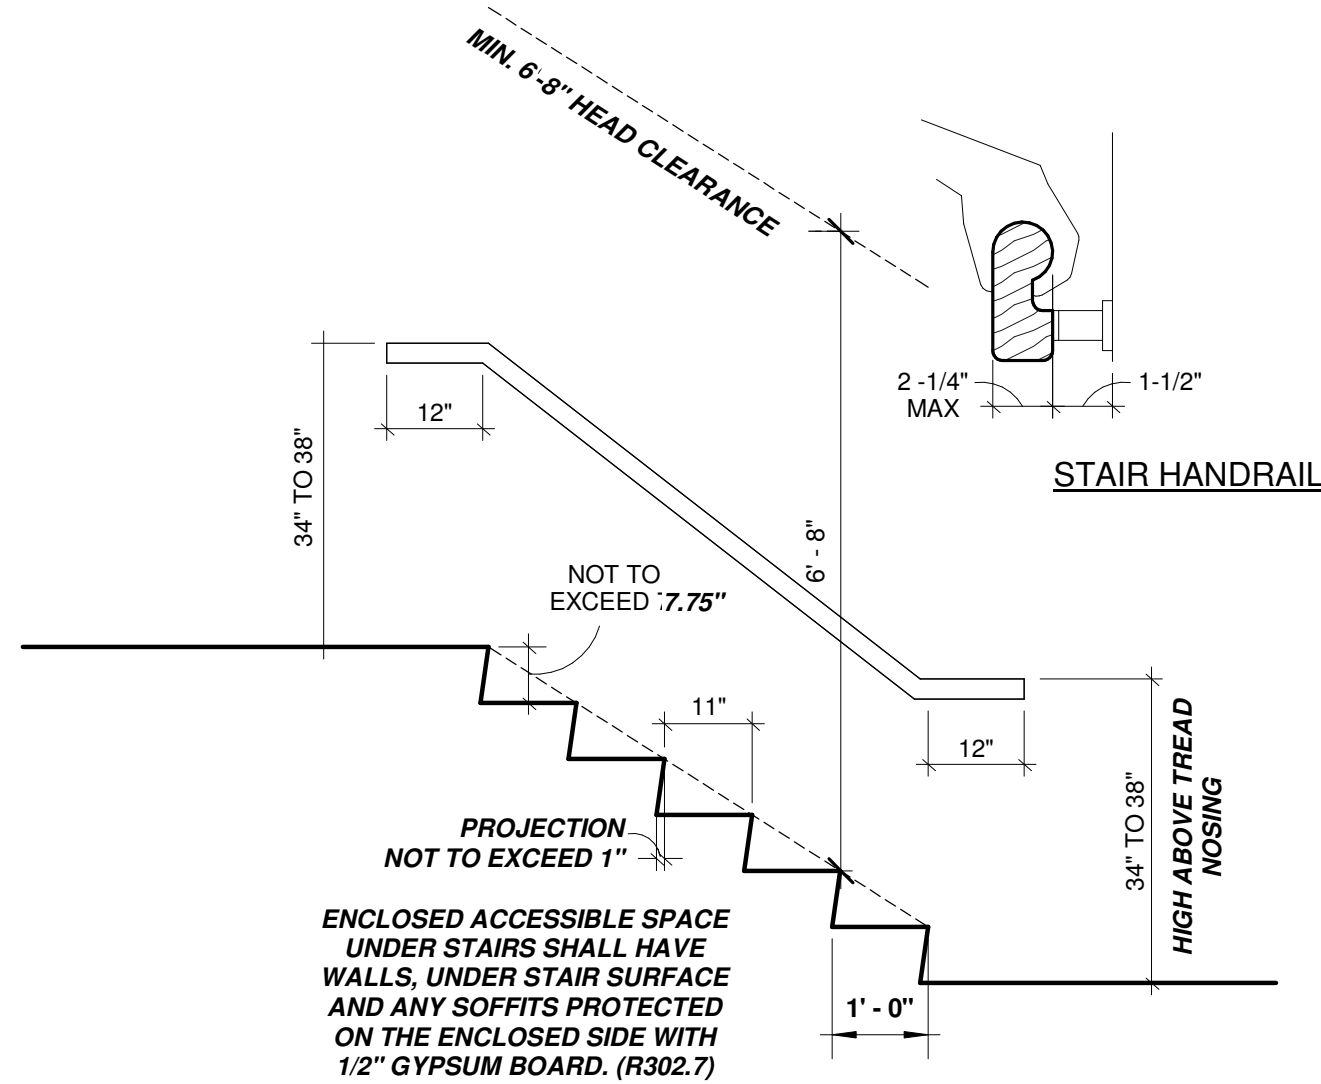 MIN. 6'-8" HEAD CLEARANCE
2 -1/4"
MAX
1-1/2"
STAIR HANDRAIL
12"
34" TO 38"
6' - 8"
NOT TO
EXCEED 7.75"
11"
12"
34" TO 38"
HIGH ABOVE TREAD
NOSING
PROJECTION
NOT TO EXCEED 1"
ENCLOSED ACCESSIBLE SPACE
UNDER STAIRS SHALL HAVE
WALLS, UNDER STAIR SURFACE
AND ANY SOFFITS PROTECTED
ON THE ENCLOSED SIDE WITH
1/2" GYPSUM BOARD. (R302.7)
1' - 0"